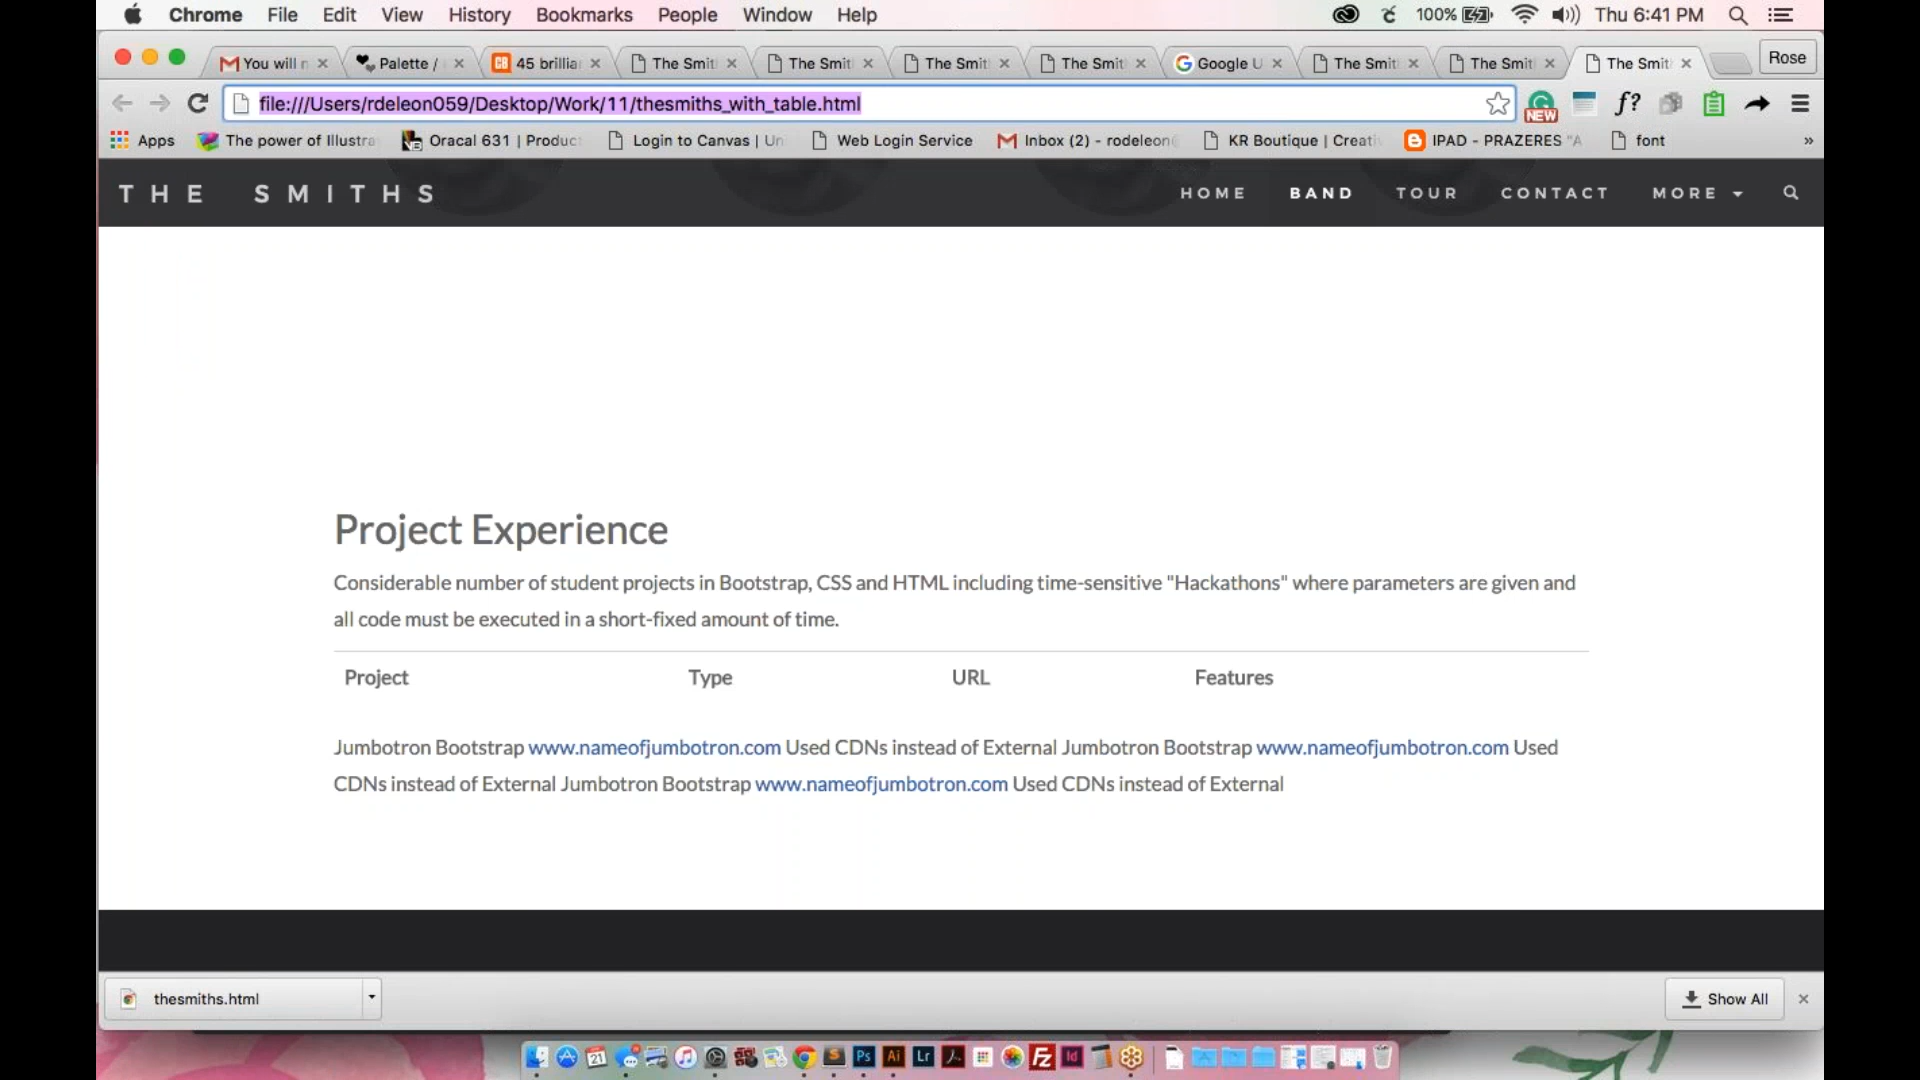 Chrome File Edit View History Bookmarks People Window Help 100% Thu 6:41 PM
You will n Palette / 45 brillia The Smit The Smit The Smit The Smit Google U The Smit The Smit The Smit Rose
file:///Users/rdeleon059/Desktop/Work/11/thesmiths_with_table.html NEW f?
Apps The power of Illustra Oracal 631 | Produc Login to Canvas | Un Web Login Service Inbox (2) - rodeleon KR Boutique | Creati IPAD - PRAZERES "A font »
THE SMITHS HOME BAND TOUR CONTACT MORE
Project Experience
Considerable number of student projects in Bootstrap, CSS and HTML including time-sensitive "Hackathons" where parameters are given and
all code must be executed in a short-fixed amount of time.
Project Type URL Features
Jumbotron Bootstrap www.nameofjumbotron.com Used CDNs instead of External Jumbotron Bootstrap www.nameofjumbotron.com Used
CDNs instead of External Jumbotron Bootstrap www.nameofjumbotron.com Used CDNs instead of External
thesmiths.html Show All
21 S Ps Ai Lr Fz Id